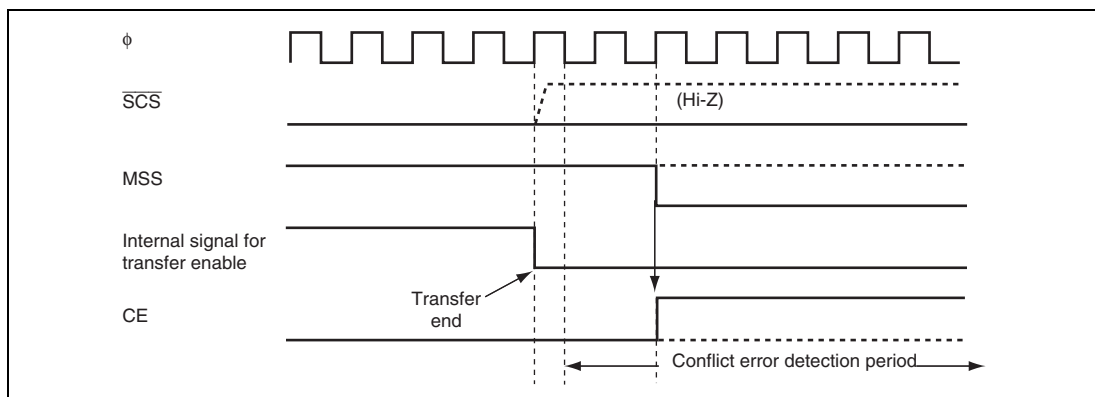 ϕ
SCS
(Hi-Z)
MSS
Internal signal for
transfer enable
Transfer
end
CE
Conflict error detection period